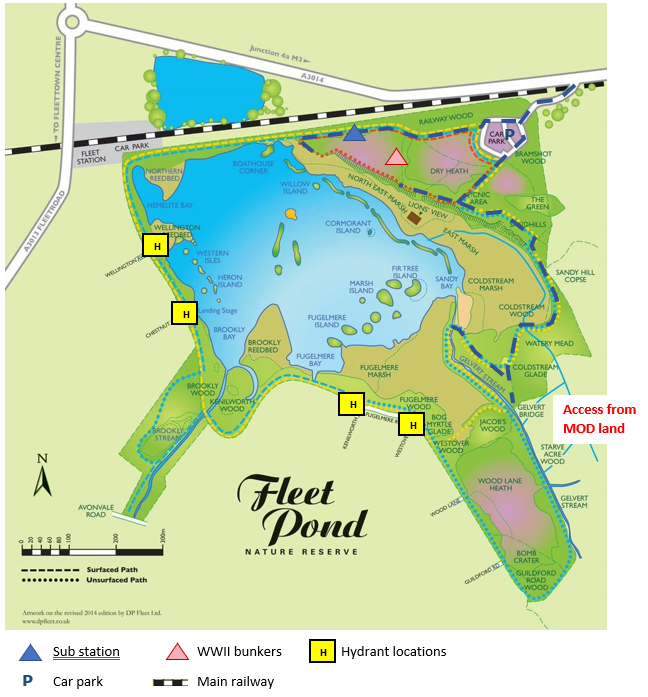 Junction 4a M3
A3014
TO FLEET TOWN CENTRE
A3013 FLEET ROAD
FLEET
STATION
CAR PARK
RAILWAY WOOD
CAR
PARK
P
BRAMSHOT
WOOD
BOATHOUSE
CORNER
NORTHERN
REEDBED
WILLOW
ISLAND
DRY HEATH
NORTH EAST MARSH
LIONS' VIEW
PICNIC
AREA
THE
GREEN
HEMELITE BAY
SANDHILLS
CORMORANT
ISLAND
EAST MARSH
WELLINGTON
REEDBED
H
WESTERN
ISLES
SANDY HILL
COPSE
FIR TREE
ISLAND
HERON
ISLAND
MARSH
ISLAND
SANDY
BAY
COLDSTREAM
MARSH
Landing Stage
H
CHESTNUT
COLDSTREAM
WOOD
FUGELMERE
ISLAND
BROOKLY
BAY
BROOKLY
REEDBED
WATERY MEAD
FUGELMERE
BAY
FUGELMERE
MARSH
GELVERT STREAM
COLDSTREAM
GLADE
BROOKLY
WOOD
KENILWORTH
WOOD
H
FUGELMERE
WOOD
FUGELMERE
H
KENILWORTH
BOG
MYRTLE
GLADE
JACOB'S
WOOD
GELVERT
BRIDGE
Access from
MOD land
BROOKLY
STREAM
WESTOVER
WOOD
STARVE
ACRE
WOOD
N
Fleet
Pond
NATURE RESERVE
WOOD LANE
HEATH
WOOD LANE
GELVERT
STREAM
AVONVALE
ROAD
0 20 40 60 80 100 200 300m
Surfaced Path
Unsurfaced Path
BOMB
CRATER
GUILDFORD RD
GUILDFORD
ROAD
WOOD
Artwork on the revised 2014 edition by DP Fleet Ltd.
www.dpfleet.co.uk
Sub station
WWII bunkers
H Hydrant locations
P Car park
Main railway